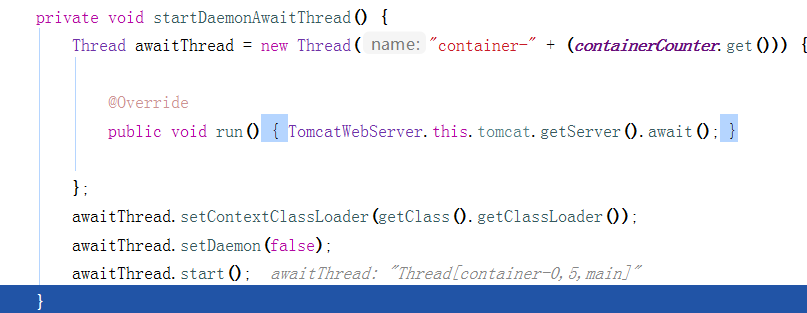 private void startDaemonAwaitThread() {
Thread awaitThread = new Thread( name: "container-" + (containerCounter.get())) {
@Override
public void run() { TomcatWebServer.this.tomcat.getServer().await(); }
};
awaitThread.setContextClassLoader(getClass().getClassLoader());
awaitThread.setDaemon(false);
awaitThread.start();  awaitThread: "Thread[container-0,5,main]"
}